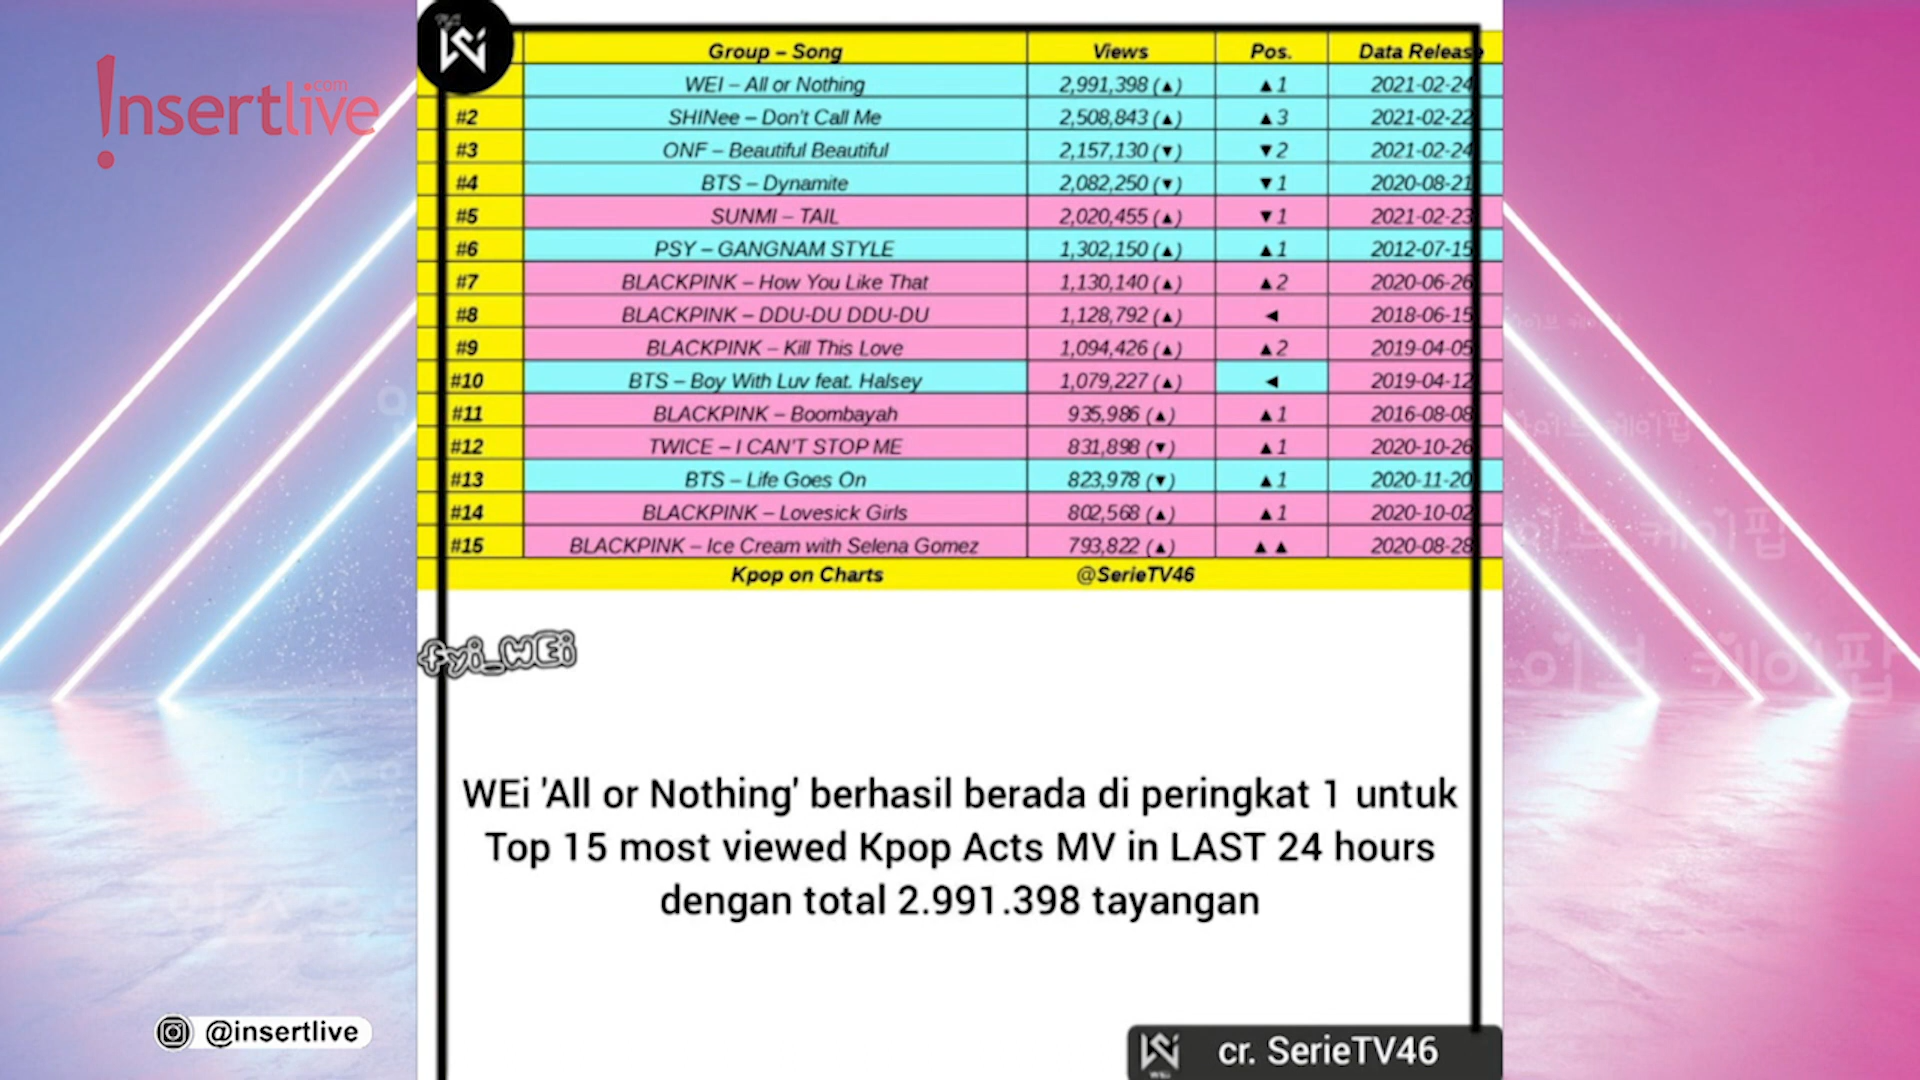 !nsertlive
.com
Group – Song Views Pos. Data Release
WEI – All or Nothing 2,991,398 (▲) ▲1 2021-02-24
#2 SHINee – Don't Call Me 2,508,843 (▲) ▲3 2021-02-22
#3 ONF – Beautiful Beautiful 2,157,130 (▼) ▼2 2021-02-24
#4 BTS – Dynamite 2,082,250 (▼) ▼1 2020-08-21
#5 SUNMI – TAIL 2,020,455 (▲) ▼1 2021-02-23
#6 PSY – GANGNAM STYLE 1,302,150 (▲) ▲1 2012-07-15
#7 BLACKPINK – How You Like That 1,130,140 (▲) ▲2 2020-06-26
#8 BLACKPINK – DDU-DU DDU-DU 1,128,792 (▲) ◄ 2018-06-15
#9 BLACKPINK – Kill This Love 1,094,426 (▲) ▲2 2019-04-05
#10 BTS – Boy With Luv feat. Halsey 1,079,227 (▲) ◄ 2019-04-12
#11 BLACKPINK – Boombayah 935,986 (▲) ▲1 2016-08-08
#12 TWICE – I CAN'T STOP ME 831,898 (▼) ▲1 2020-10-26
#13 BTS – Life Goes On 823,978 (▼) ▲1 2020-11-20
#14 BLACKPINK – Lovesick Girls 802,568 (▲) ▲1 2020-10-02
#15 BLACKPINK – Ice Cream with Selena Gomez 793,822 (▲) ▲▲ 2020-08-28
Kpop on Charts @SerieTV46
fyi_WEi
WEi 'All or Nothing' berhasil berada di peringkat 1 untuk
Top 15 most viewed Kpop Acts MV in LAST 24 hours
dengan total 2.991.398 tayangan
@insertlive
cr. SerieTV46